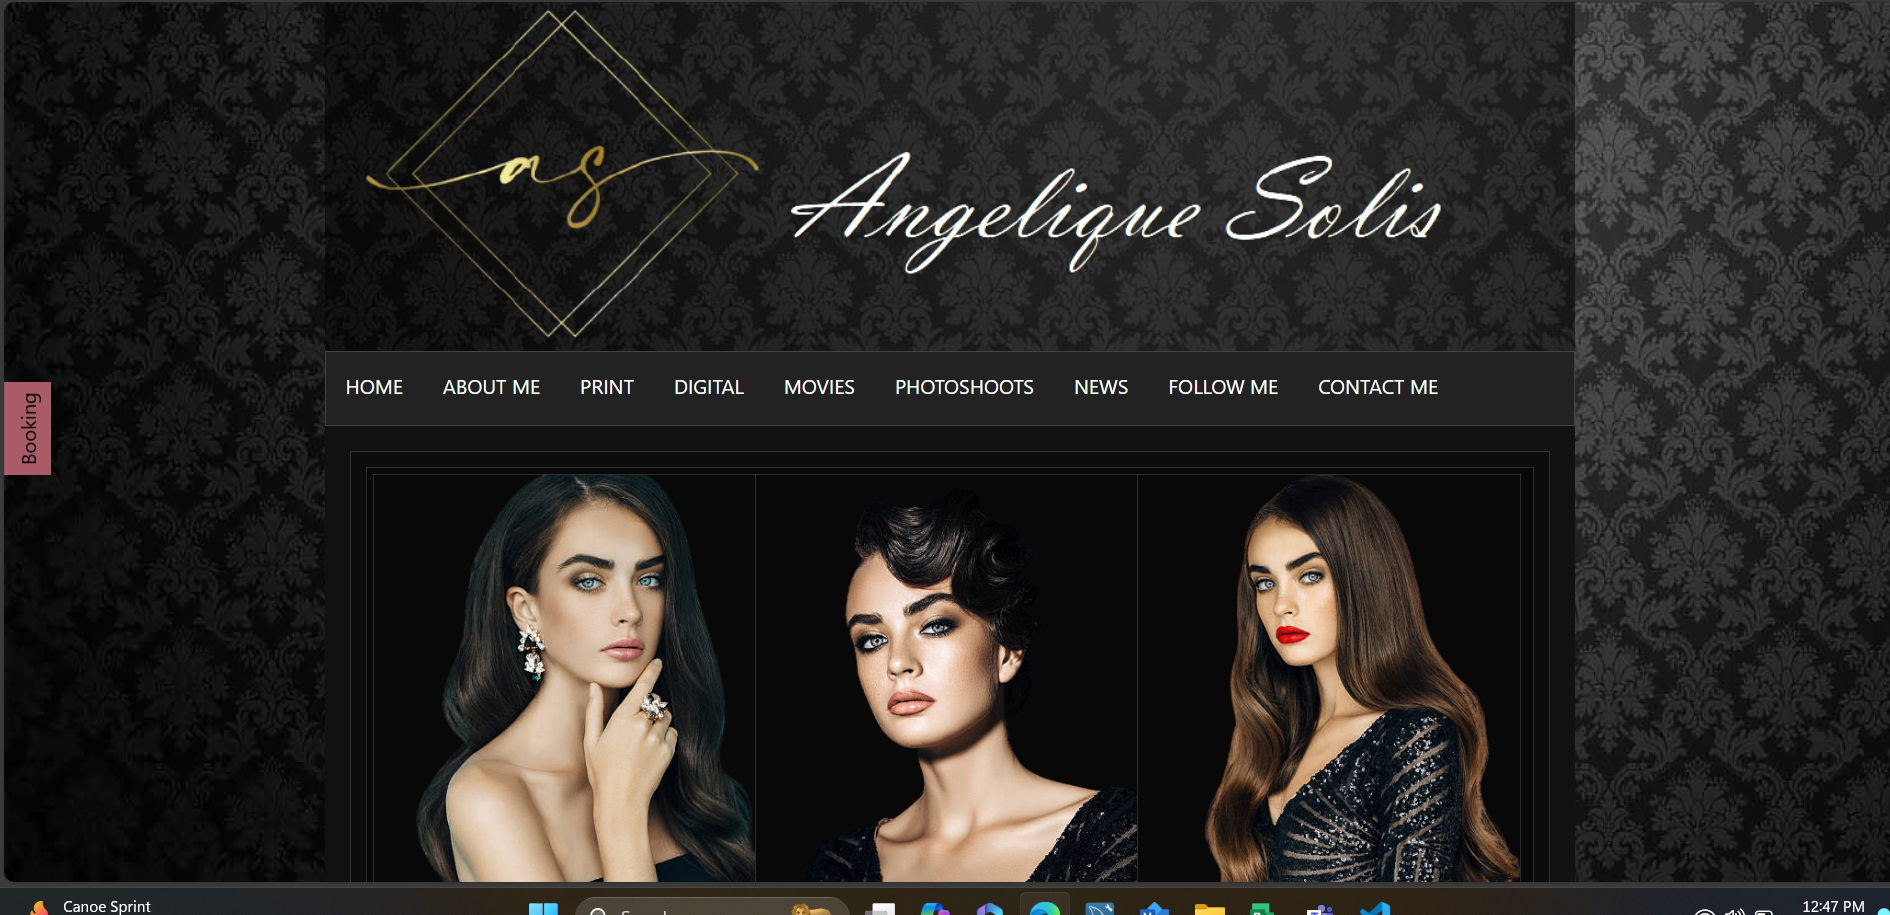 as
Angelique Solis
HOME ABOUT ME PRINT DIGITAL MOVIES PHOTOSHOOTS NEWS FOLLOW ME CONTACT ME
Booking
Canoe Sprint
12:47 PM